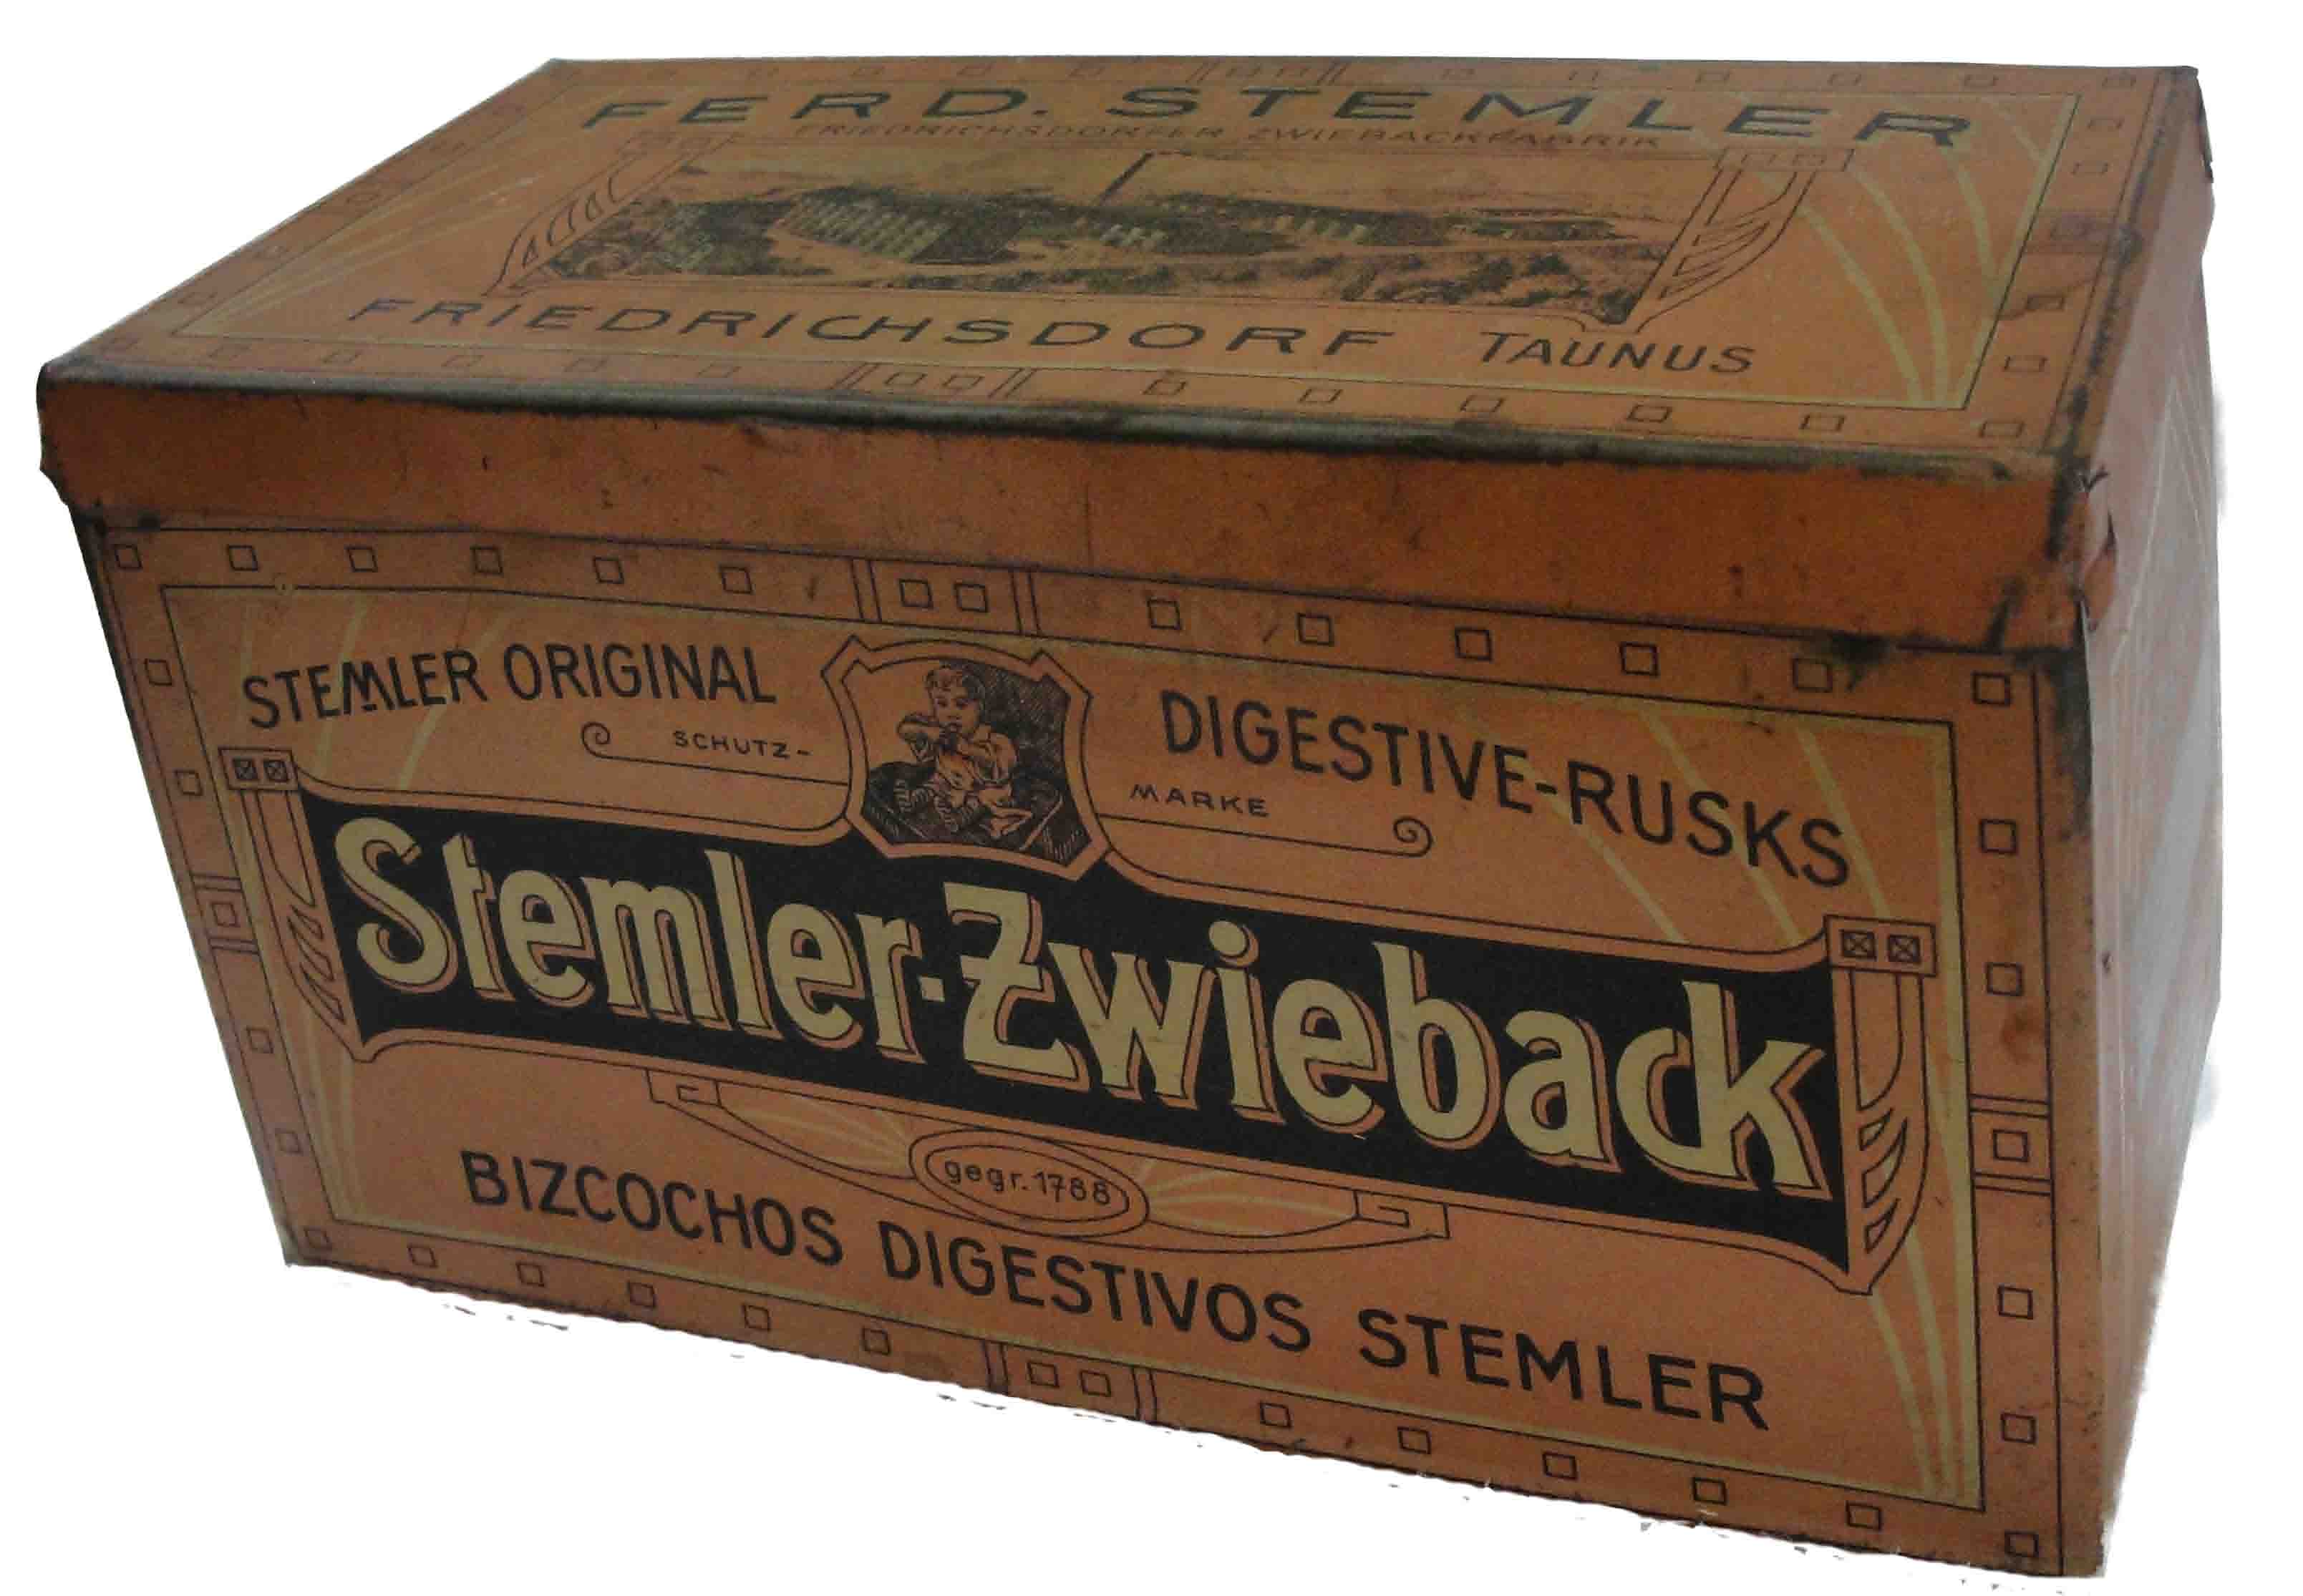 FERD. STEMLER
FRIEDRICHSDORFER ZWIEBACKFABRIK
FRIEDRICHSDORF TAUNUS
STEMLER ORIGINAL DIGESTIVE-RUSKS
SCHUTZ- MARKE
Stemler-Zwieback
gegr. 1788
BIZCOCHOS DIGESTIVOS STEMLER